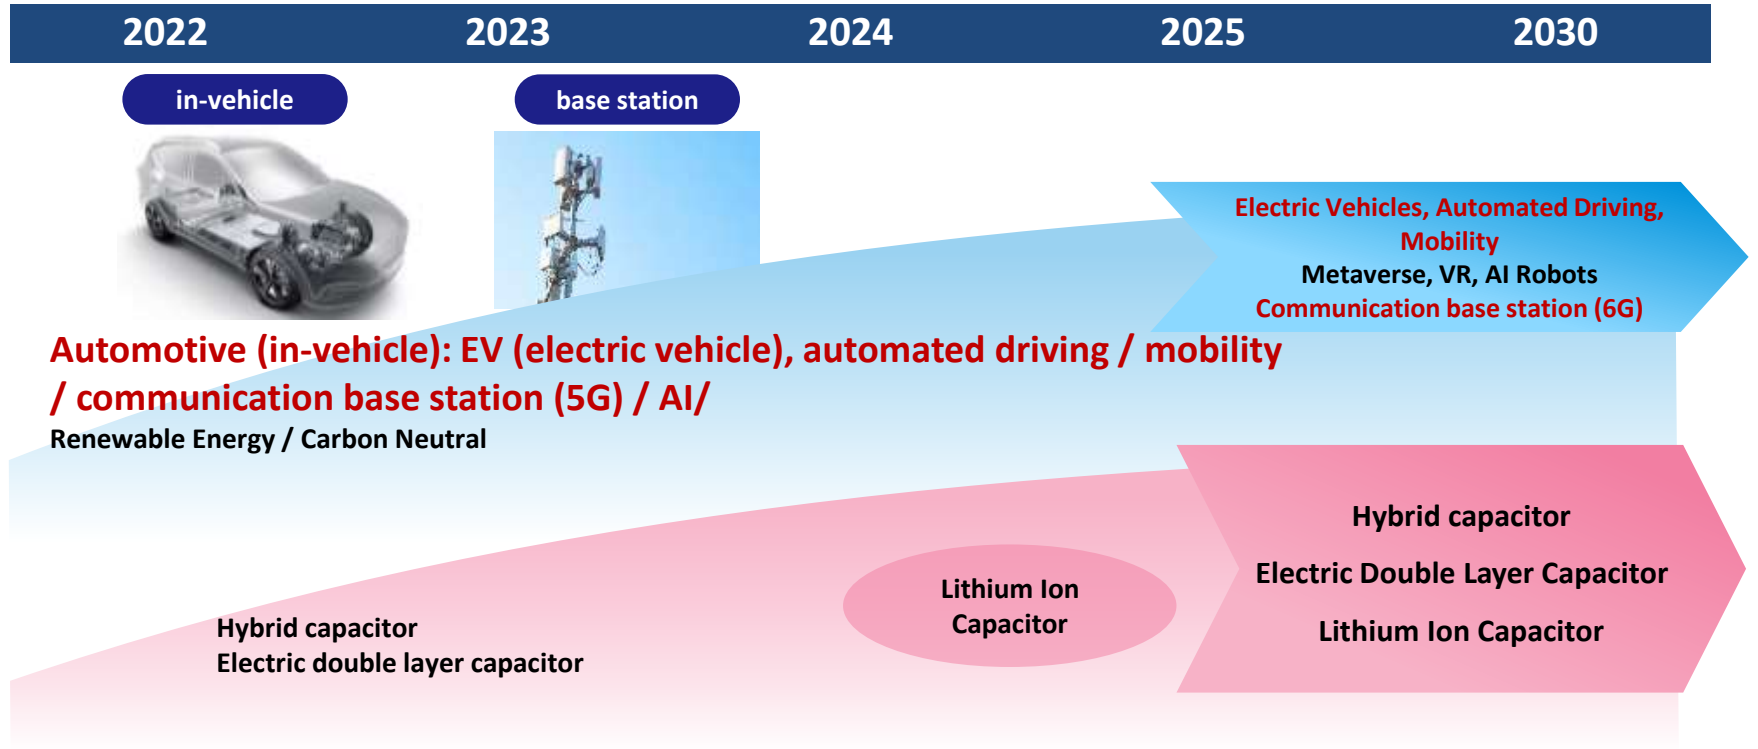 2022 2023 2024 2025 2030
in-vehicle
base station
Electric Vehicles, Automated Driving,
Mobility
Metaverse, VR, AI Robots
Communication base station (6G)
Automotive (in-vehicle): EV (electric vehicle), automated driving / mobility
/ communication base station (5G) / AI/
Renewable Energy / Carbon Neutral
Hybrid capacitor
Electric double layer capacitor
Lithium Ion
Capacitor
Hybrid capacitor
Electric Double Layer Capacitor
Lithium Ion Capacitor